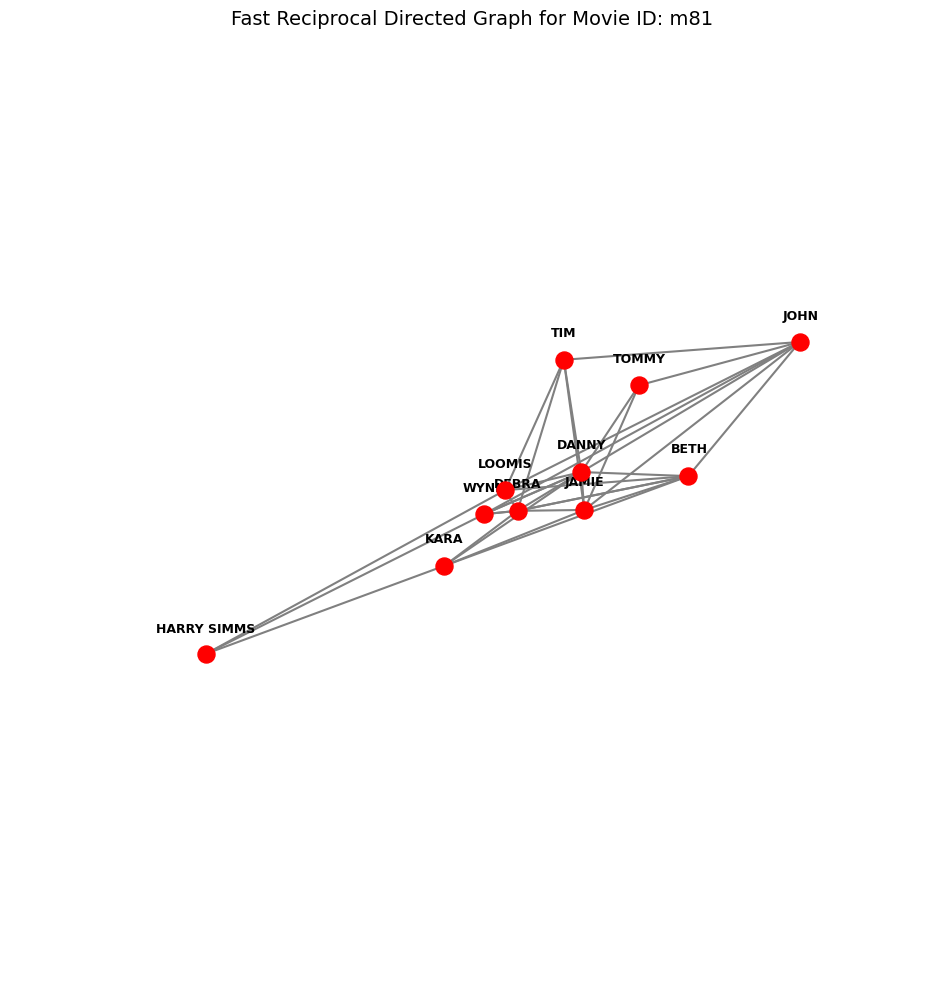 Fast Reciprocal Directed Graph for Movie ID: m81
JOHN
TIM
TOMMY
DANNY
BETH
LOOMIS
JAMIE
DEBRA
KARA
HARRY SIMMS